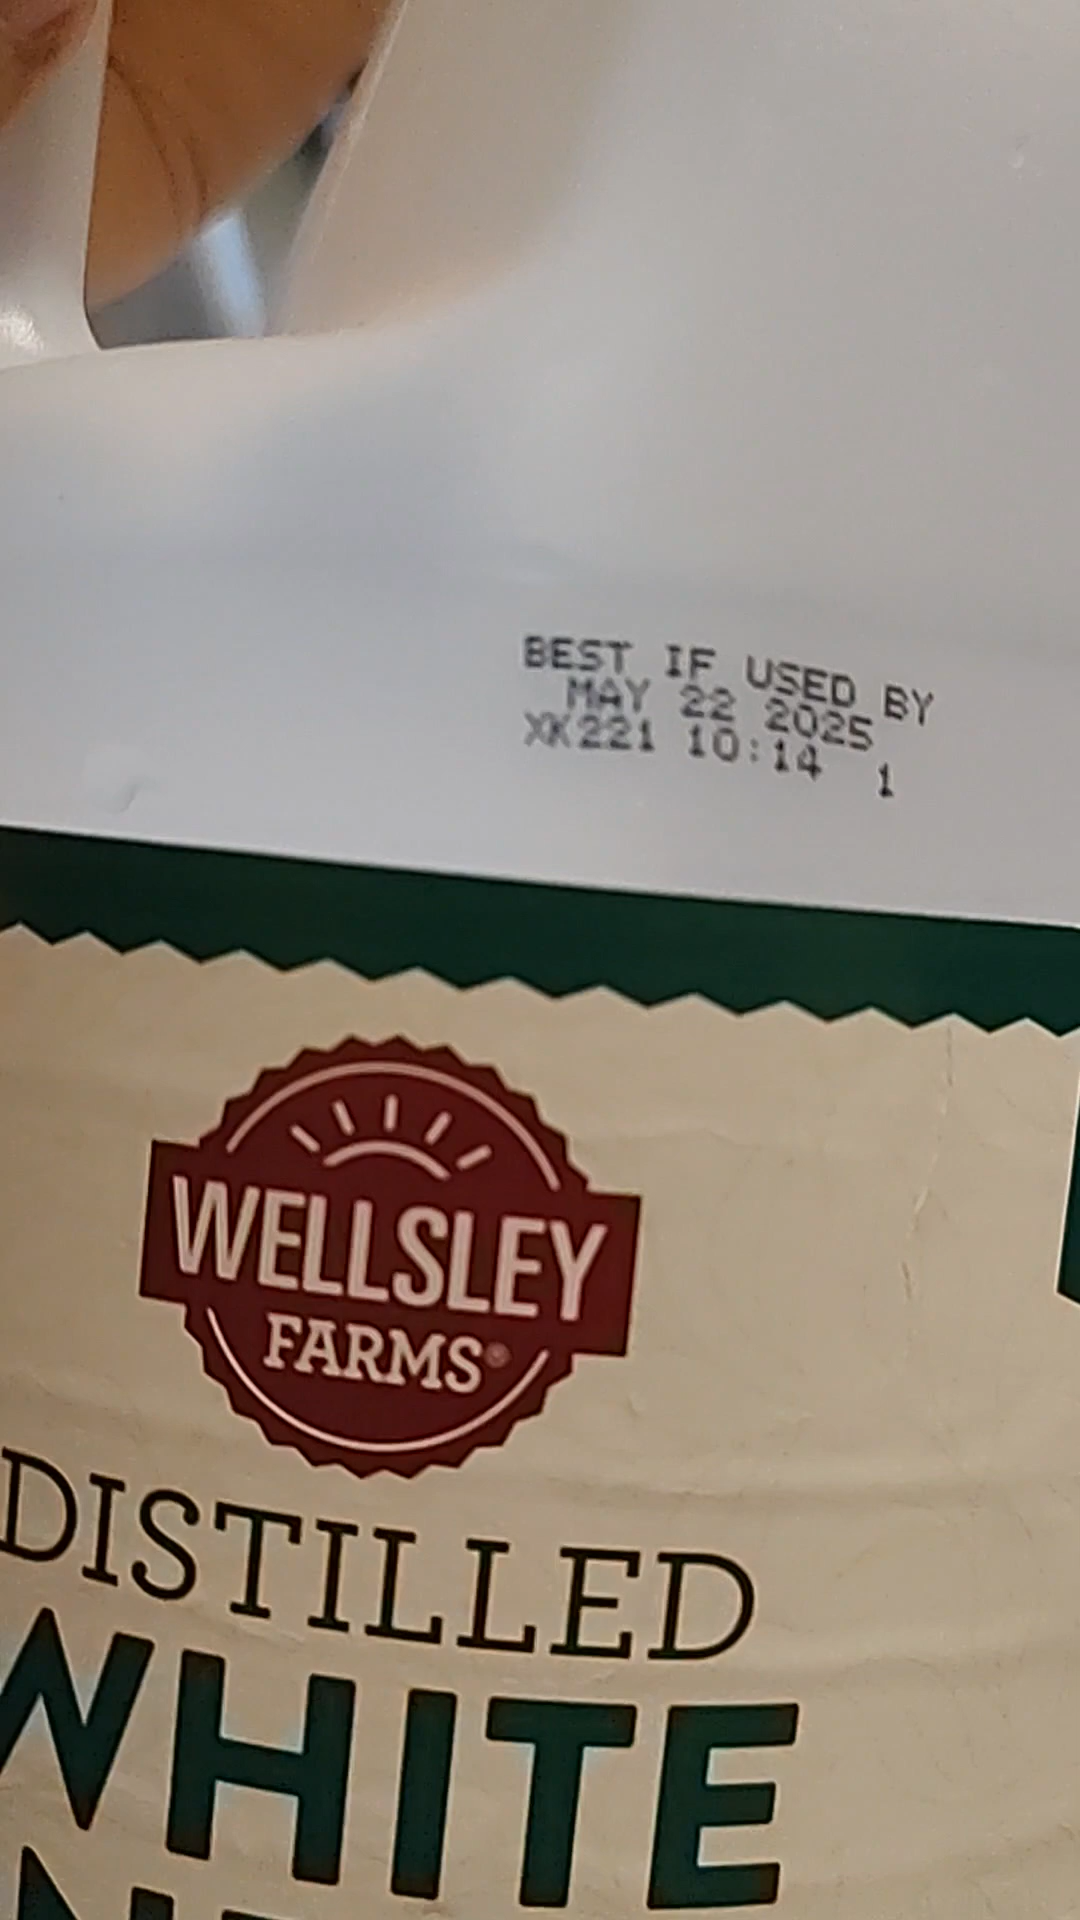 BEST IF USED BY
MAY 22 2025
XK221 10:14 1
WELLSLEY
FARMS®
DISTILLED
WHITE